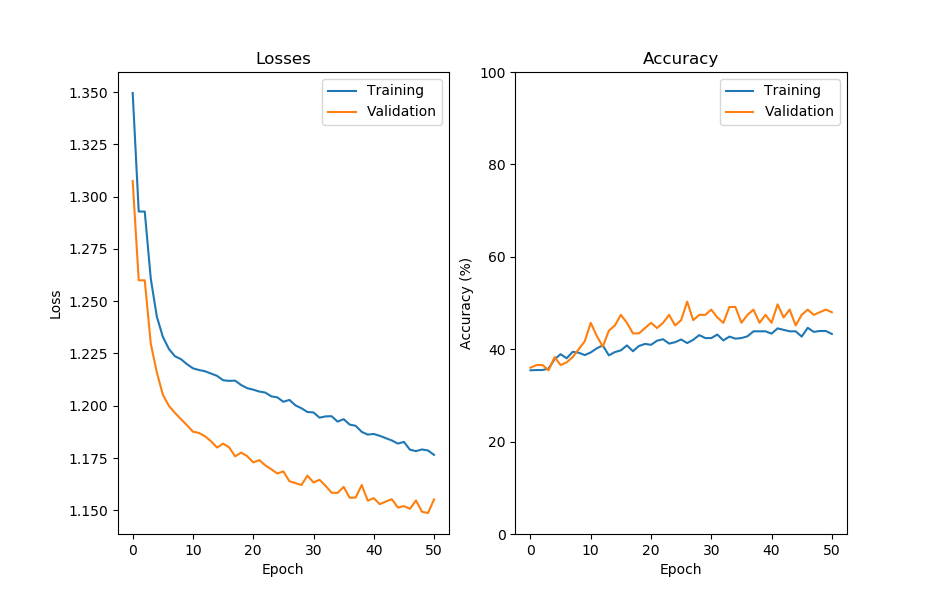 Losses
Training
Validation
1.350
1.325
1.300
1.275
1.250
1.225
1.200
1.175
1.150
Loss
0 10 20 30 40 50
Epoch
Accuracy
Training
Validation
100
80
60
40
20
0
Accuracy (%)
0 10 20 30 40 50
Epoch